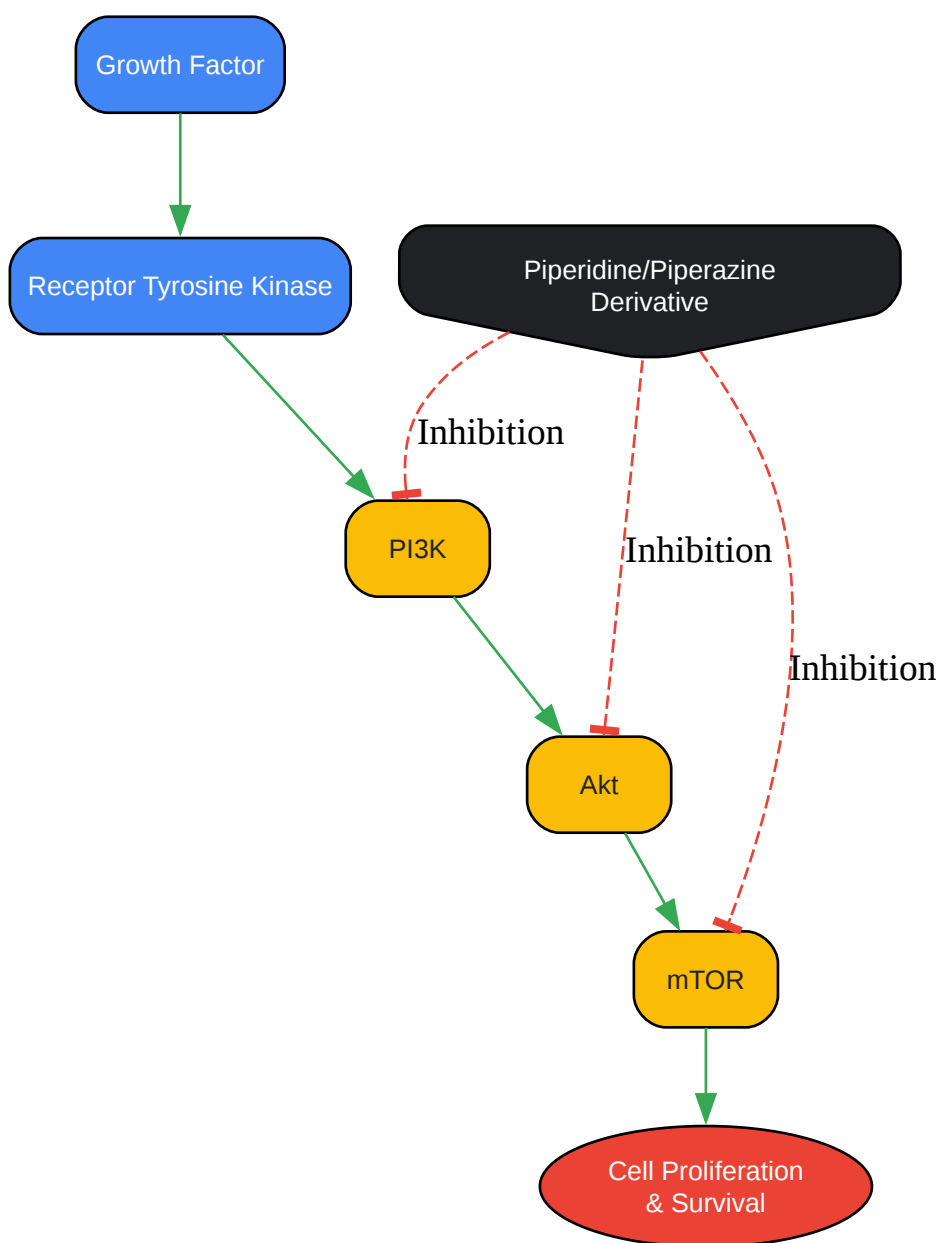 Growth Factor
Receptor Tyrosine Kinase
Piperidine/Piperazine
Derivative
Inhibition
PI3K
Inhibition
Inhibition
Akt
mTOR
Cell Proliferation
& Survival